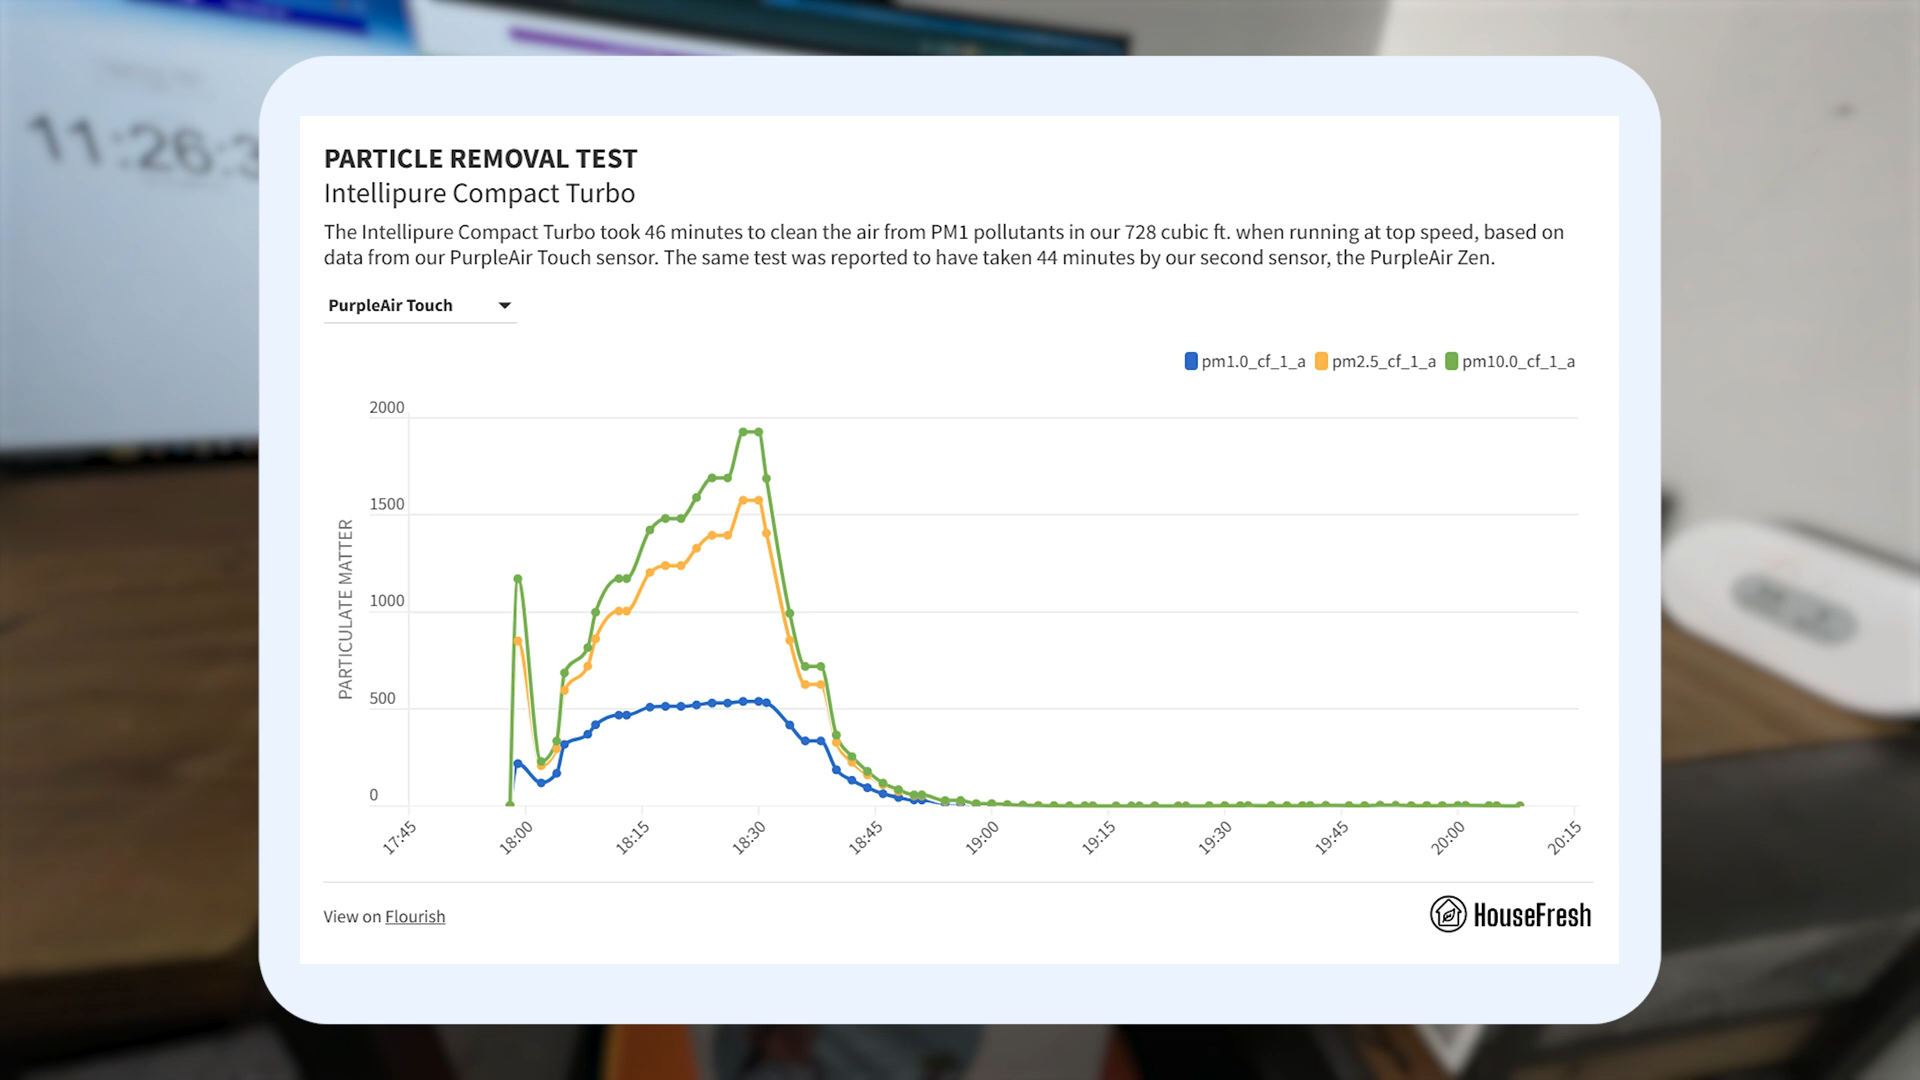 11:26:3
PARTICLE REMOVAL TEST
Intellipure Compact Turbo
The Intellipure Compact Turbo took 46 minutes to clean the air from PM1 pollutants in our 728 cubic ft. when running at top speed, based on
data from our PurpleAir Touch sensor. The same test was reported to have taken 44 minutes by our second sensor, the PurpleAir Zen.
PurpleAir Touch
pm1.0_cf_1_a pm2.5_cf_1_a pm10.0_cf_1_a
PARTICULATE MATTER
2000
1500
1000
500
0
17:45 18:00 18:15 18:30 18:45 19:00 19:15 19:30 19:45 20:00 20:15
View on Flourish
HouseFresh